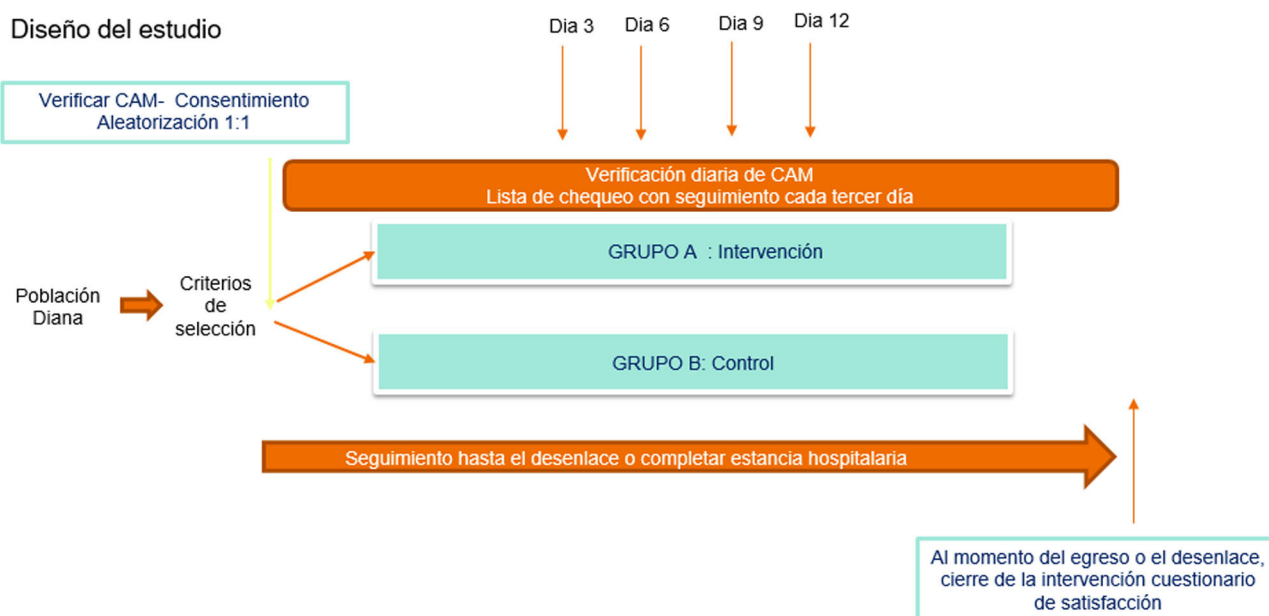 Diseño del estudio
Dia 3
Dia 6
Dia 9
Dia 12
Verificar CAM- Consentimiento
Aleatorización 1:1
Verificación diaria de CAM
Lista de chequeo con seguimiento cada tercer día
GRUPO A : Intervención
Población
Diana
Criterios
de
selección
GRUPO B: Control
Seguimiento hasta el desenlace o completar estancia hospitalaria
Al momento del egreso o el desenlace,
cierre de la intervención cuestionario
de satisfacción